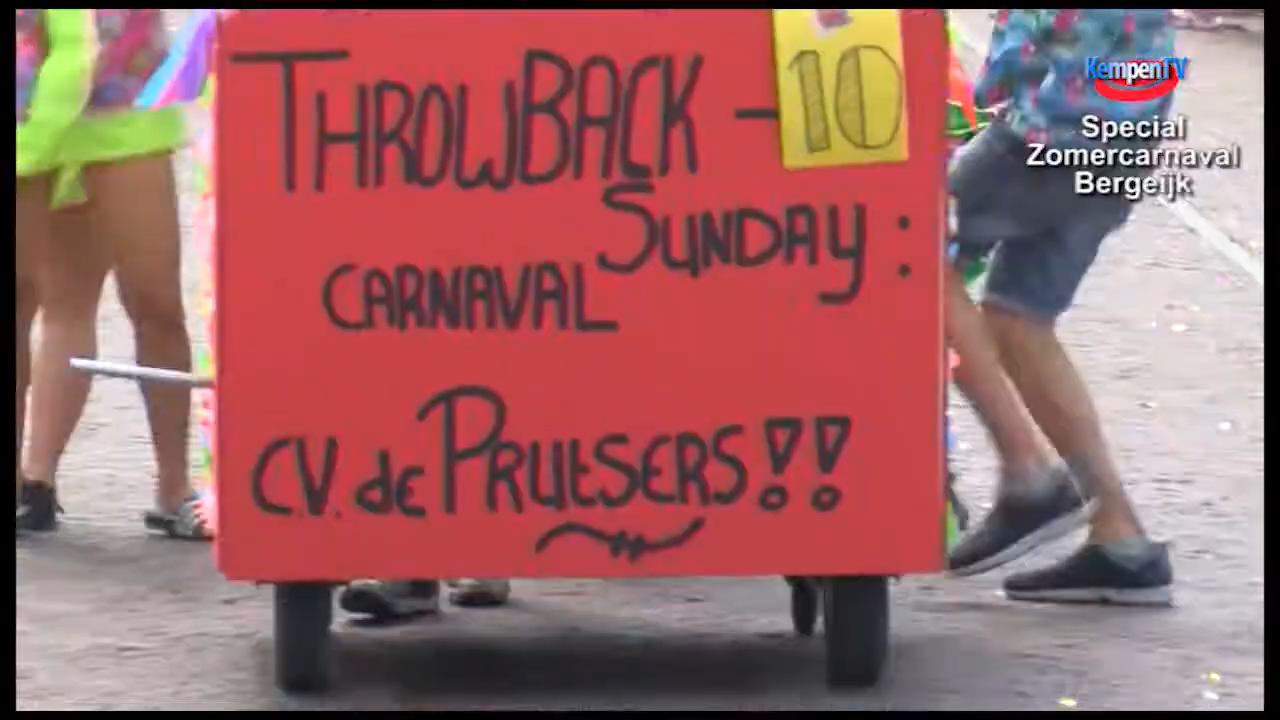 THROWBACK -
10
SUNDAY :
CARNAVAL
C.V. de PRUtSERS!!
KempenTV
Special
Zomercarnaval
Bergeijk